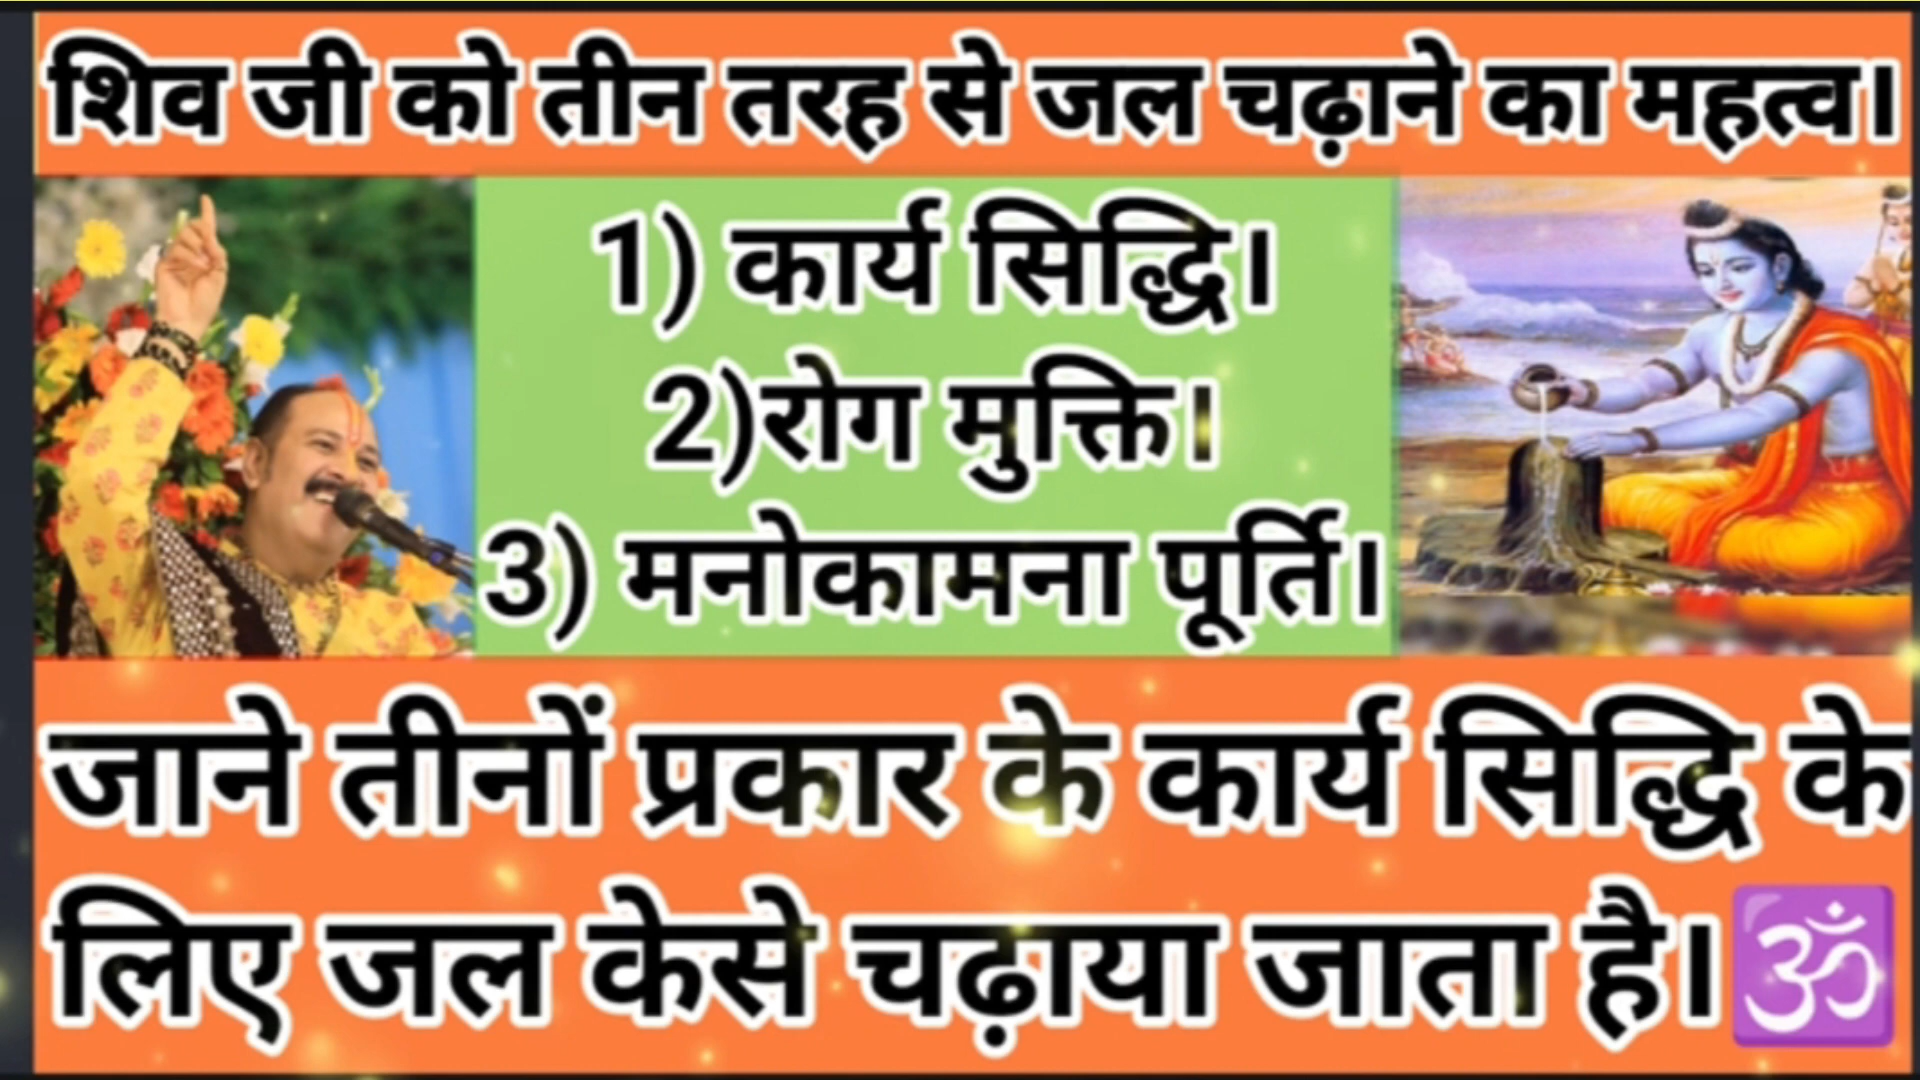 शिव जी को तीन तरह से जल चढ़ाने का महत्व।
1) कार्य सिद्धि।
2)रोग मुक्ति।
3) मनोकामना पूर्ति।
जाने तीनों प्रकार के कार्य सिद्धि के
लिए जल केसे चढ़ाया जाता है।🕉